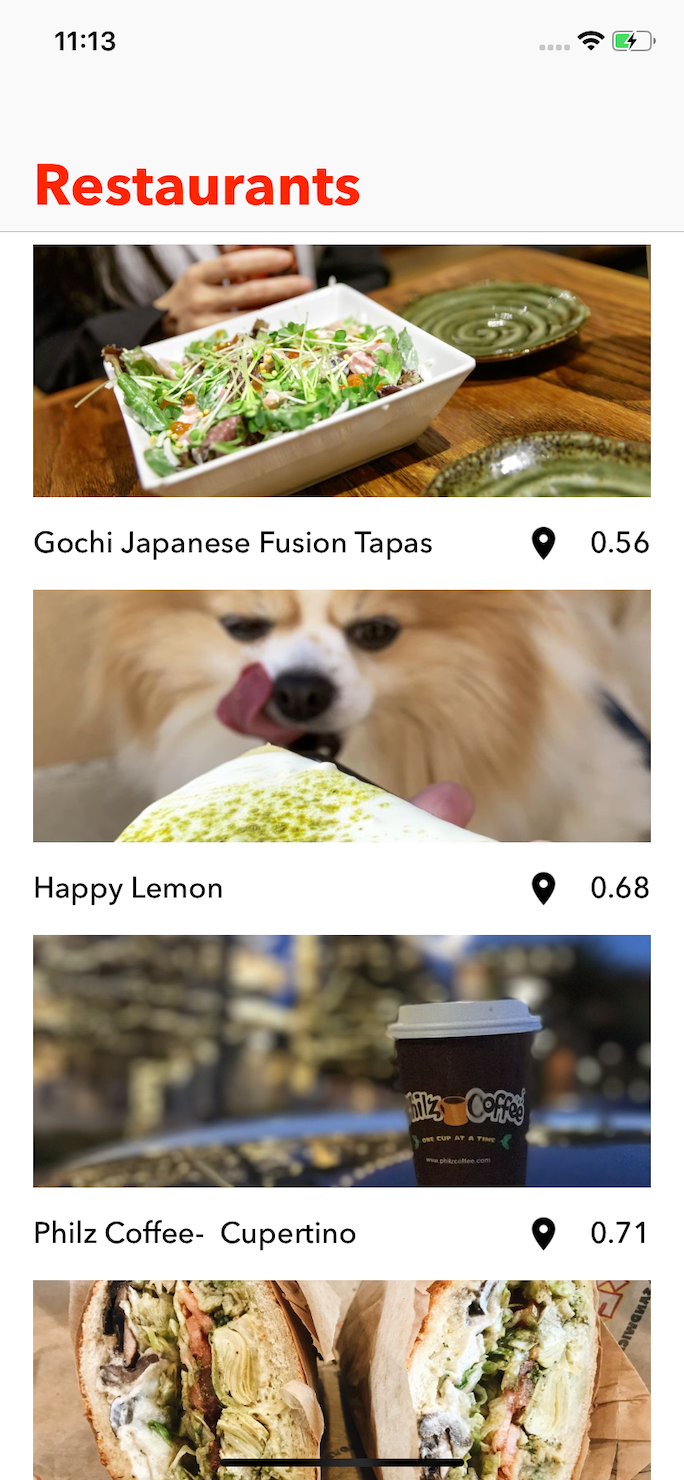 11:13
Restaurants
Gochi Japanese Fusion Tapas 0.56
Happy Lemon 0.68
Philz Coffee
ONE CUP AT A TIME
www.philzcoffee.com
Philz Coffee-  Cupertino 0.71